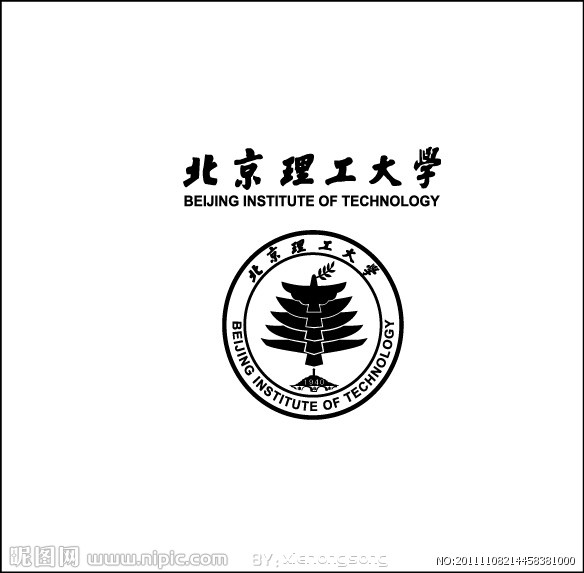 北京理工大學
BEIJING INSTITUTE OF TECHNOLOGY
北京理工大學
BEIJING INSTITUTE OF TECHNOLOGY
1940
昵图网 www.nipic.com
BY: xiehongsong
NO:20111108214458381000